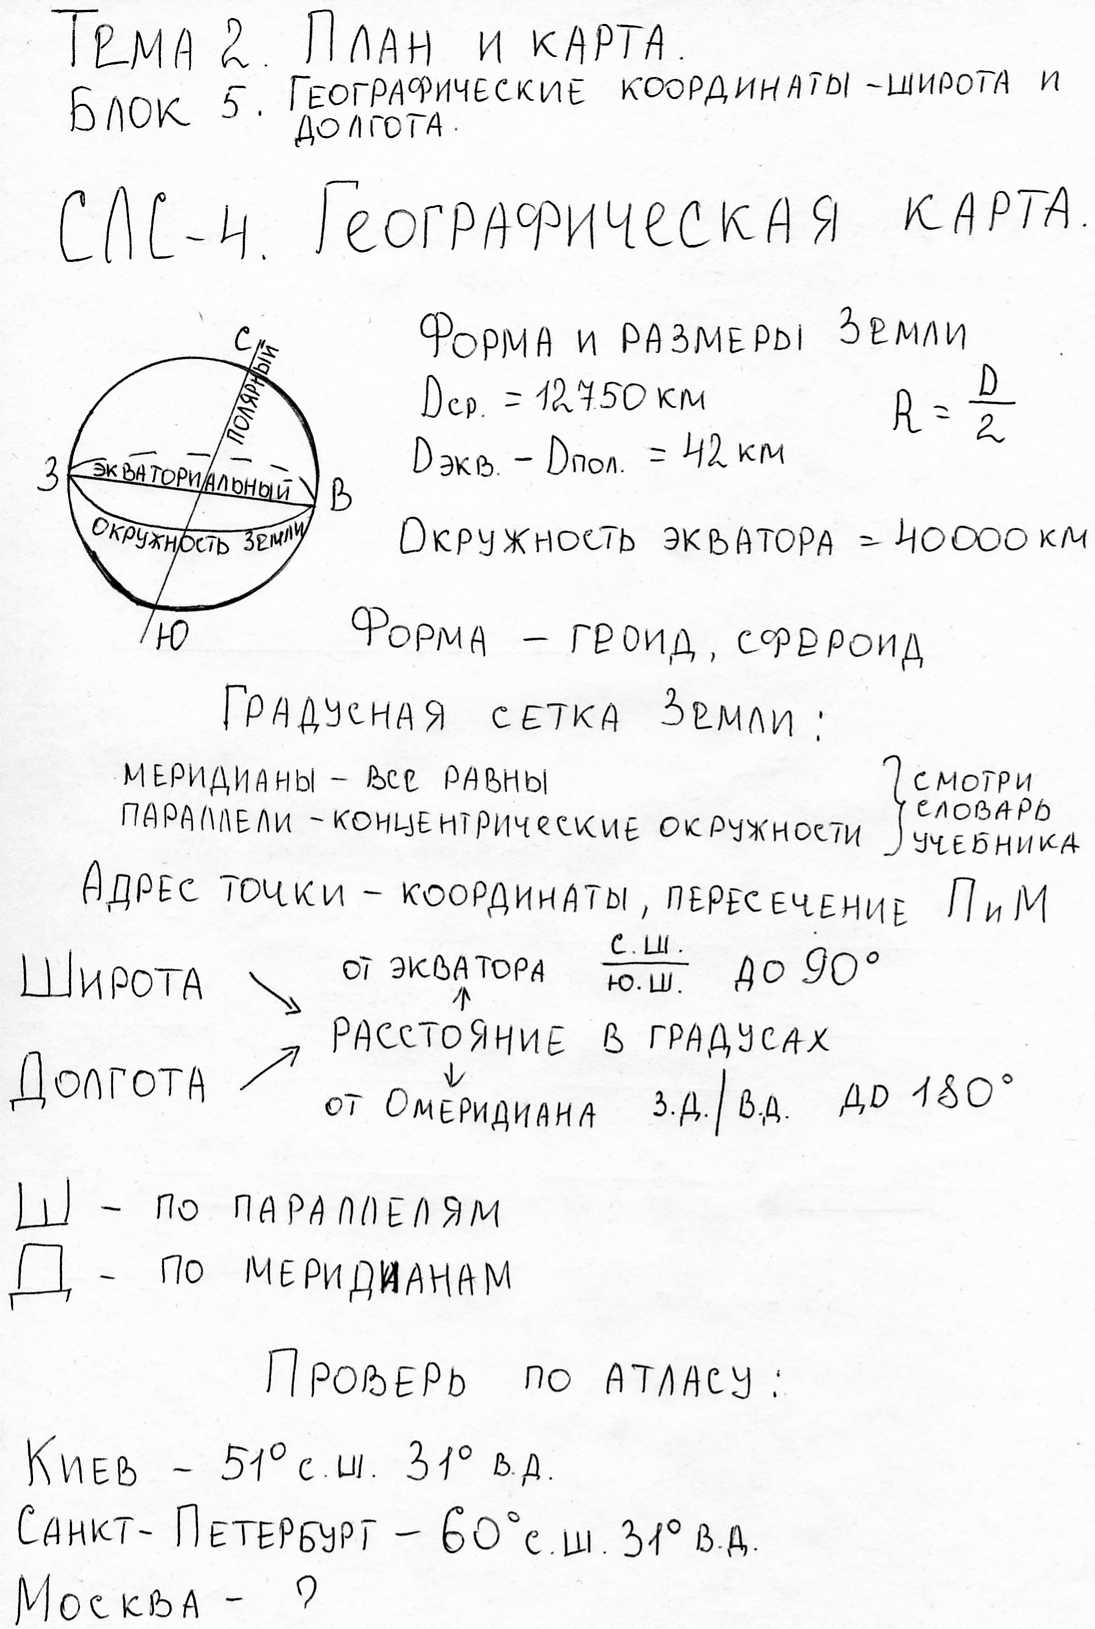 Тема 2. План и карта.
Блок 5. Географические координаты - широта и
долгота.
СЛС-4. Географическая карта.
С
полярный
З
экваториальный
В
окружность Земли
Ю
Форма и размеры Земли
Dср. = 12750 км
R = D/2
Dэкв. - Dпол. = 42 км
Окружность экватора = 40000 км
Форма - геоид, сфероид
Градусная сетка Земли:
меридианы - все равны
параллели - концентрические окружности
смотри
словарь
учебника
Адрес точки - координаты, пересечение П и М
Широта
от экватора с.ш./ю.ш. до 90°
расстояние в градусах
Долгота
от 0меридиана з.д./в.д. до 180°
Ш - по параллелям
Д - по меридианам
Проверь по атласу:
Киев - 51° с.ш. 31° в.д.
Санкт-Петербург - 60° с.ш. 31° в.д.
Москва - ?